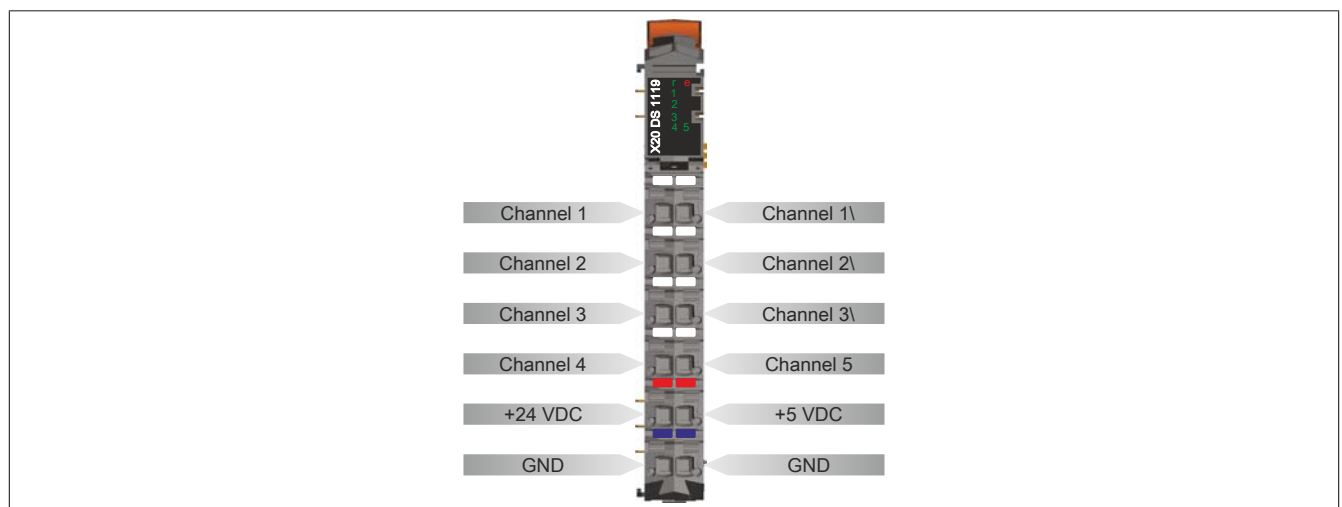 X20 DS 1119
r e
1
2
3
4 5
Channel 1 Channel 1\
Channel 2 Channel 2\
Channel 3 Channel 3\
Channel 4 Channel 5
+24 VDC +5 VDC
GND GND